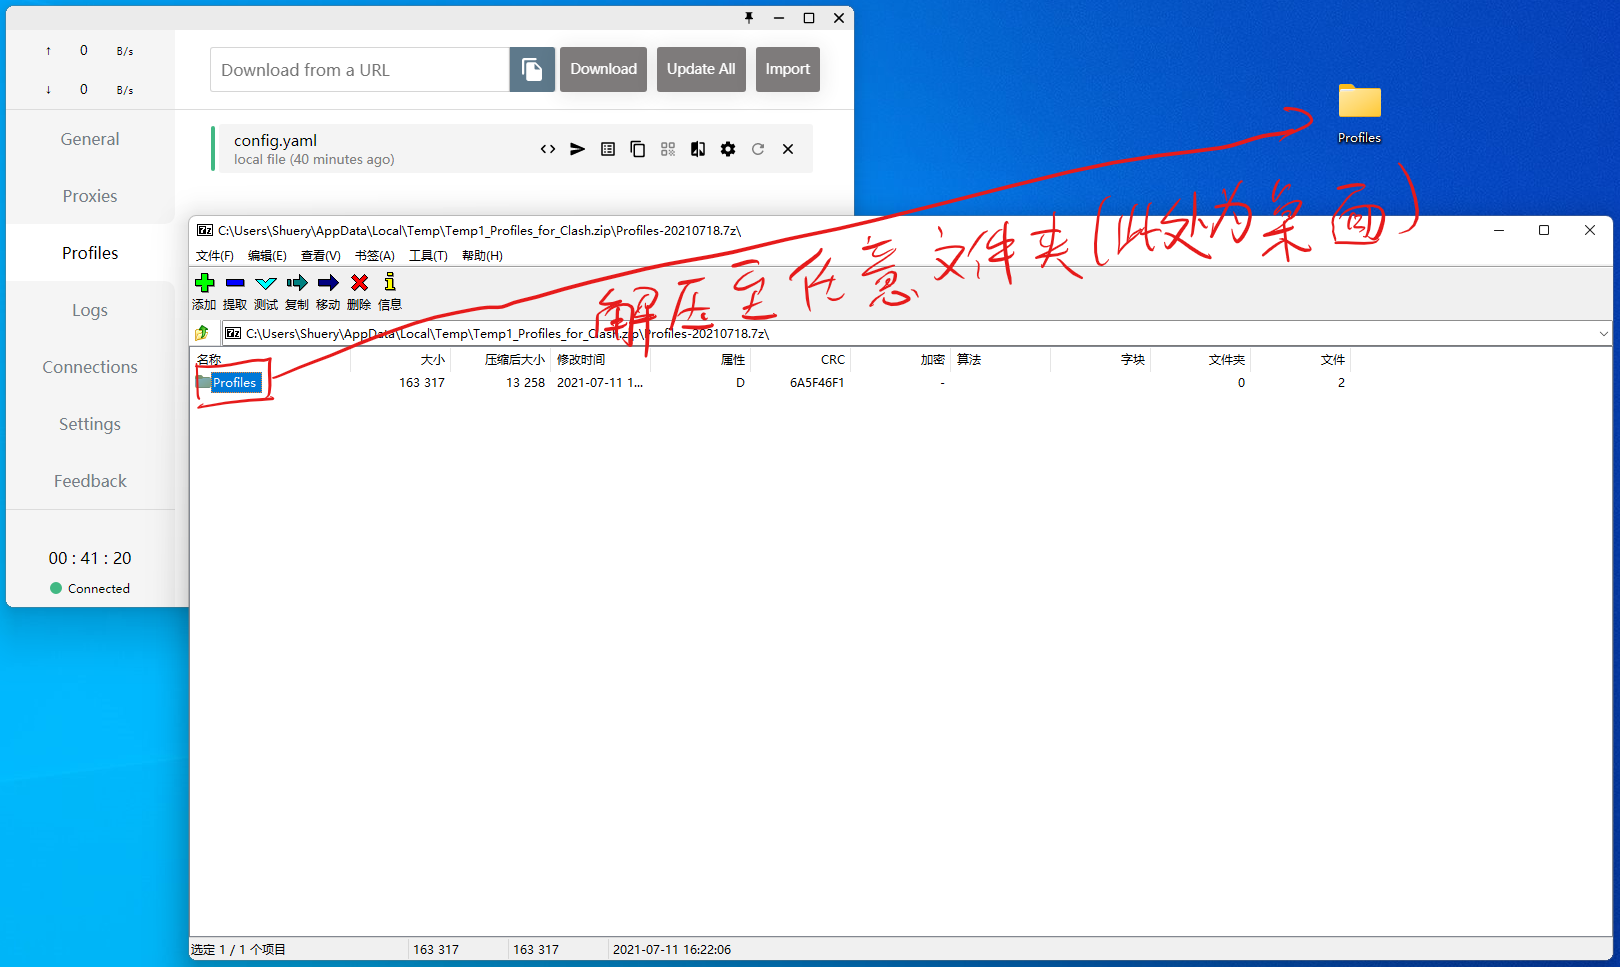 ↑ 0 B/s
↓ 0 B/s
General
Proxies
Profiles
Logs
Connections
Settings
Feedback
00 : 41 : 20
Connected
Download from a URL
Download
Update All
Import
config.yaml
local file (40 minutes ago)
Profiles
解压至任意文件夹(此处为桌面)
C:\Users\Shuery\AppData\Local\Temp\Temp1_Profiles_for_Clash.zip\Profiles-20210718.7z\
文件(F) 编辑(E) 查看(V) 书签(A) 工具(T) 帮助(H)
添加 提取 测试 复制 移动 删除 信息
C:\Users\Shuery\AppData\Local\Temp\Temp1_Profiles_for_Clash.zip\Profiles-20210718.7z\
名称 大小 压缩后大小 修改时间 属性 CRC 加密 算法 字块 文件夹 文件
Profiles 163 317 13 258 2021-07-11 1... D 6A5F46F1 - 0 2
选定 1 / 1 个项目 163 317 163 317 2021-07-11 16:22:06